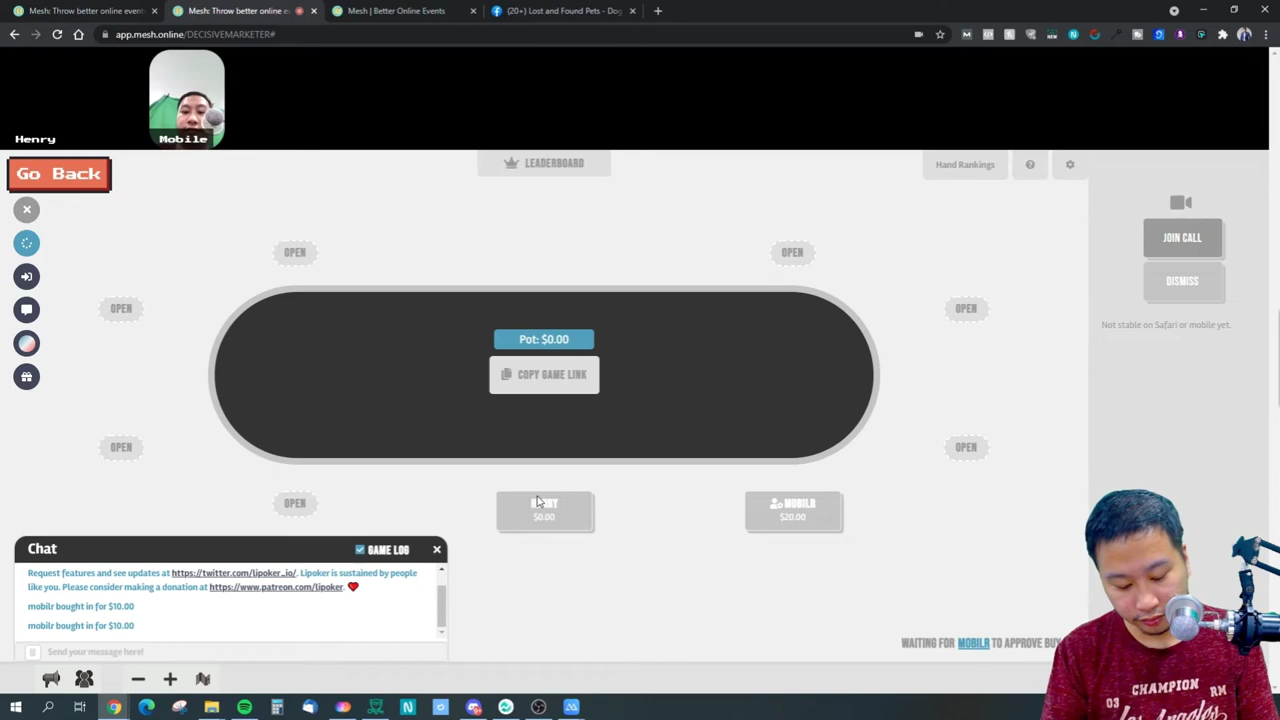 Mesh: Throw better online event
Mesh: Throw better online e
Mesh | Better Online Events
(20+) Lost and Found Pets - Dog
app.mesh.online/DECISIVEMARKETER#
Henry
Mobile
Go Back
LEADERBOARD
Hand Rankings
JOIN CALL
DISMISS
Not stable on Safari or mobile yet.
OPEN
OPEN
OPEN
OPEN
Pot: $0.00
COPY GAME LINK
OPEN
OPEN
OPEN
$0.00
MOBILR
$20.00
Chat
GAME LOG
Request features and see updates at https://twitter.com/lipoker_io/. Lipoker is sustained by people
like you. Please consider making a donation at https://www.patreon.com/lipoker.
mobilr bought in for $10.00
mobilr bought in for $10.00
Send your message here!
WAITING FOR MOBILR TO APPROVE BUY
CHAMPION
03
RM
Los Angeles